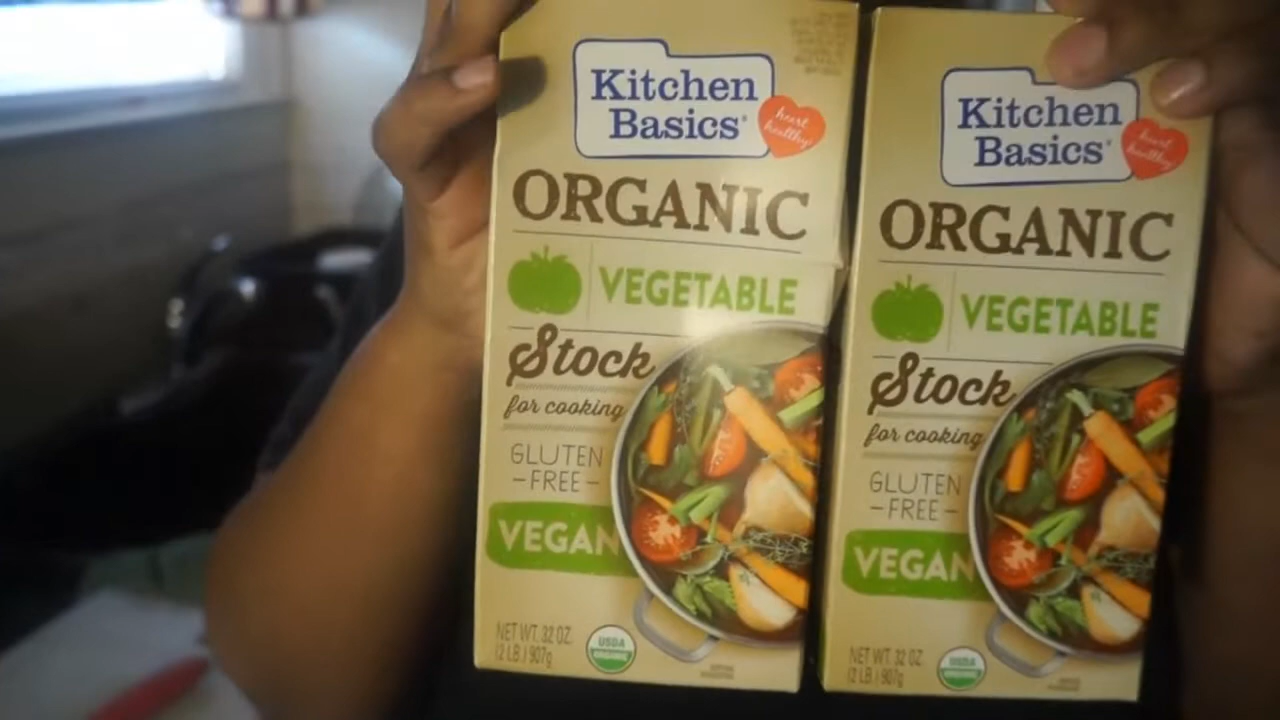 Kitchen
Basics®
heart
healthy!
ORGANIC
VEGETABLE
Stock
for cooking
GLUTEN
-FREE-
VEGAN
NET WT. 32 OZ.
(2 LB.) 907g
USDA
ORGANIC
Kitchen
Basics®
heart
healthy!
ORGANIC
VEGETABLE
Stock
for cooking
GLUTEN
-FREE-
VEGAN
NET WT. 32 OZ.
(2 LB.) 907g
USDA
ORGANIC